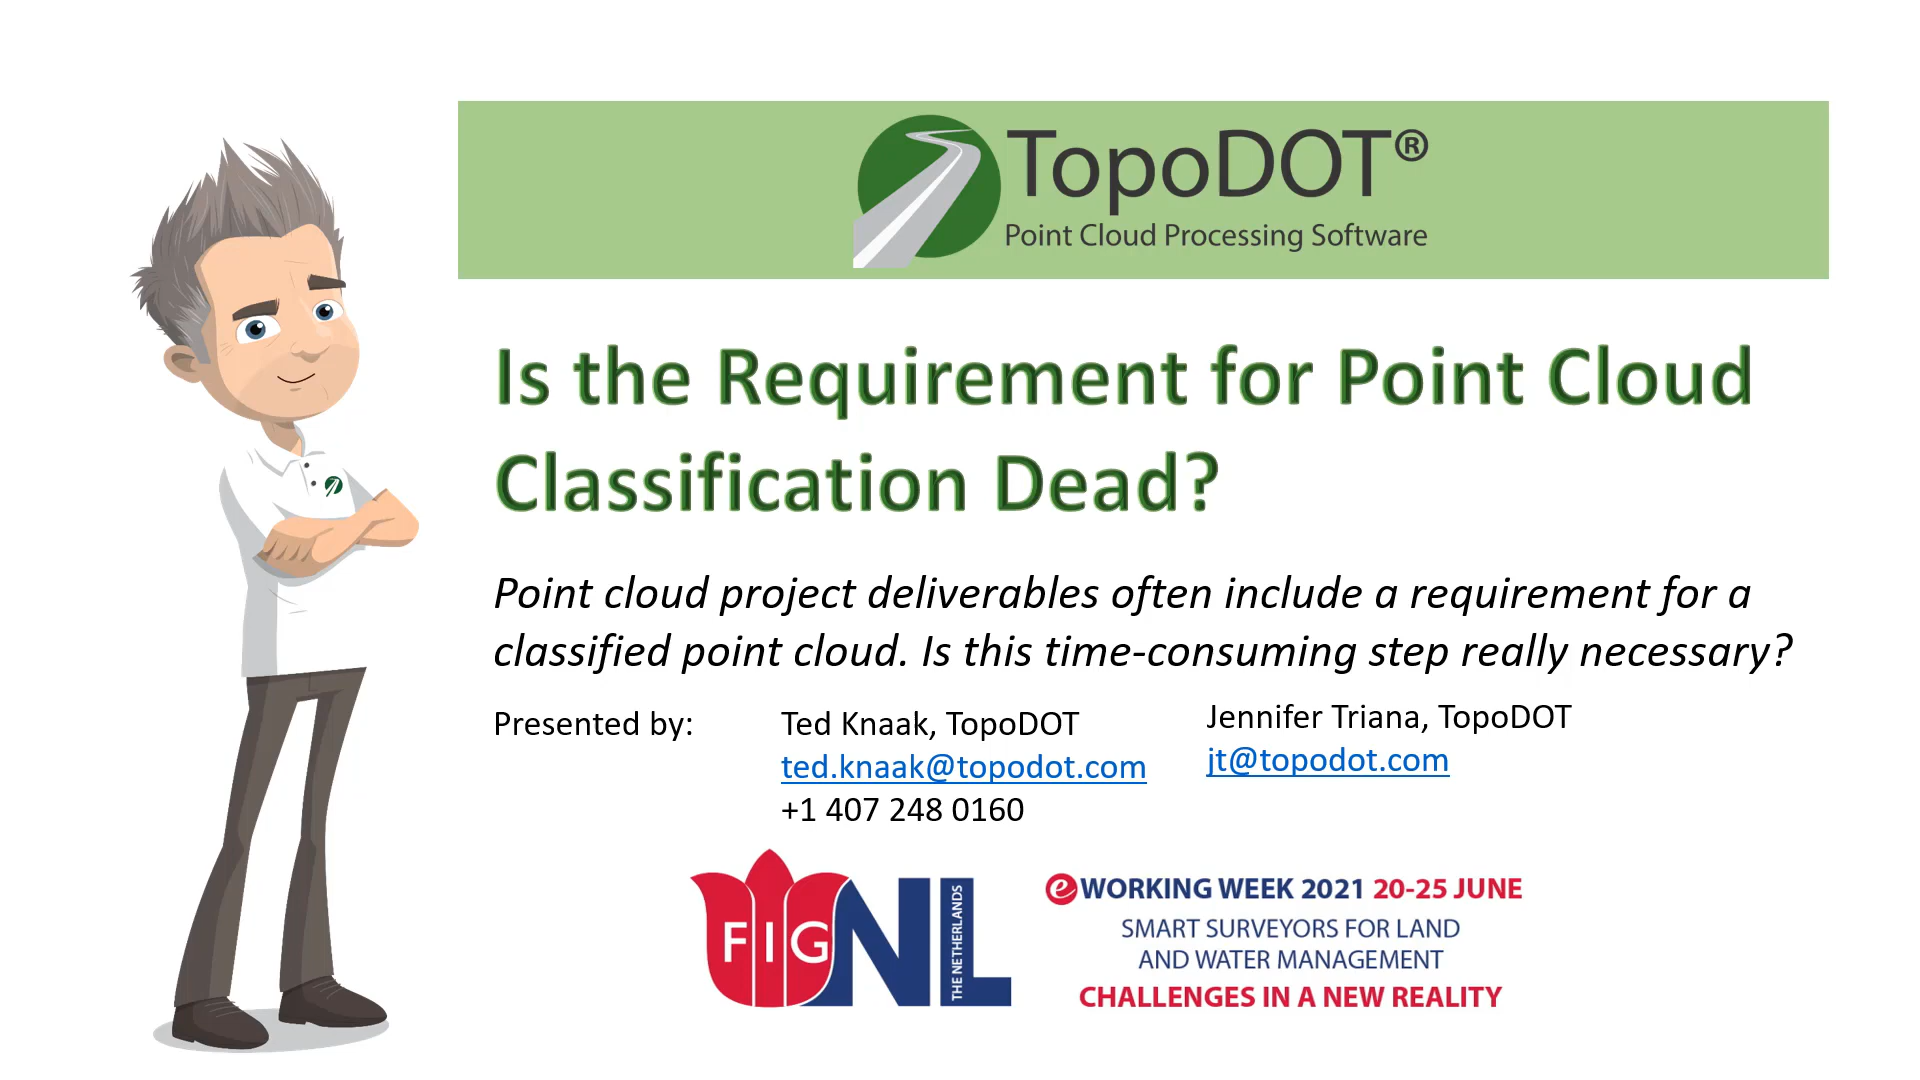 TopoDOT®
Point Cloud Processing Software
Is the Requirement for Point Cloud
Classification Dead?
Point cloud project deliverables often include a requirement for a
classified point cloud. Is this time-consuming step really necessary?
Presented by:
Ted Knaak, TopoDOT
ted.knaak@topodot.com
+1 407 248 0160
Jennifer Triana, TopoDOT
jt@topodot.com
FIG NL
THE NETHERLANDS
e WORKING WEEK 2021 20-25 JUNE
SMART SURVEYORS FOR LAND
AND WATER MANAGEMENT
CHALLENGES IN A NEW REALITY